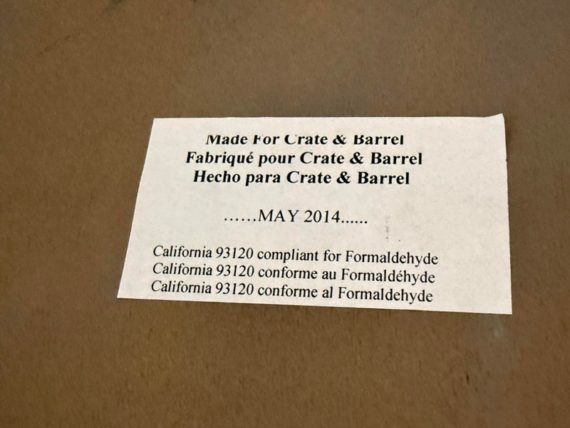 Made For Crate & Barrel
Fabriqué pour Crate & Barrel
Hecho para Crate & Barrel
......MAY 2014......
California 93120 compliant for Formaldehyde
California 93120 conforme au Formaldéhyde
California 93120 conforme al Formaldehyde